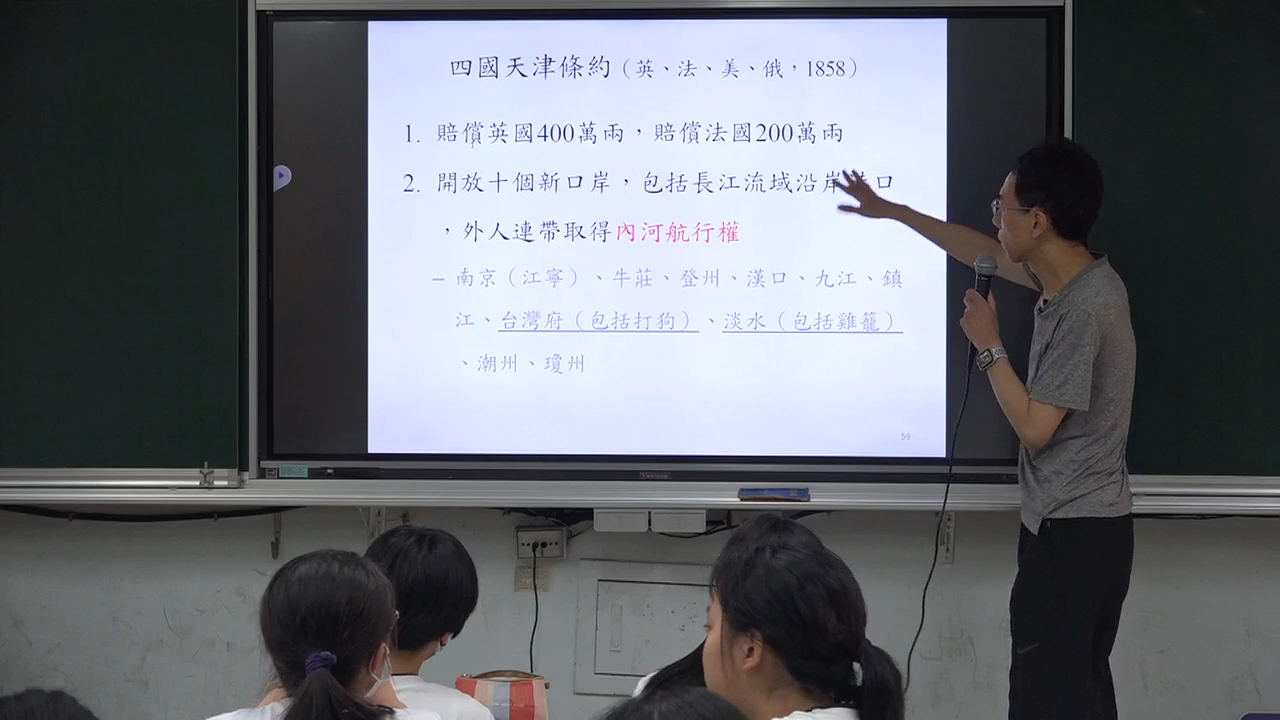 四國天津條約（英、法、美、俄，1858）
1. 賠償英國400萬兩，賠償法國200萬兩
2. 開放十個新口岸，包括長江流域沿岸口
，外人連帶取得內河航行權
– 南京（江寧）、牛莊、登州、漢口、九江、鎮
江、台灣府（包括打狗）、淡水（包括雞籠）
、潮州、瓊州
59